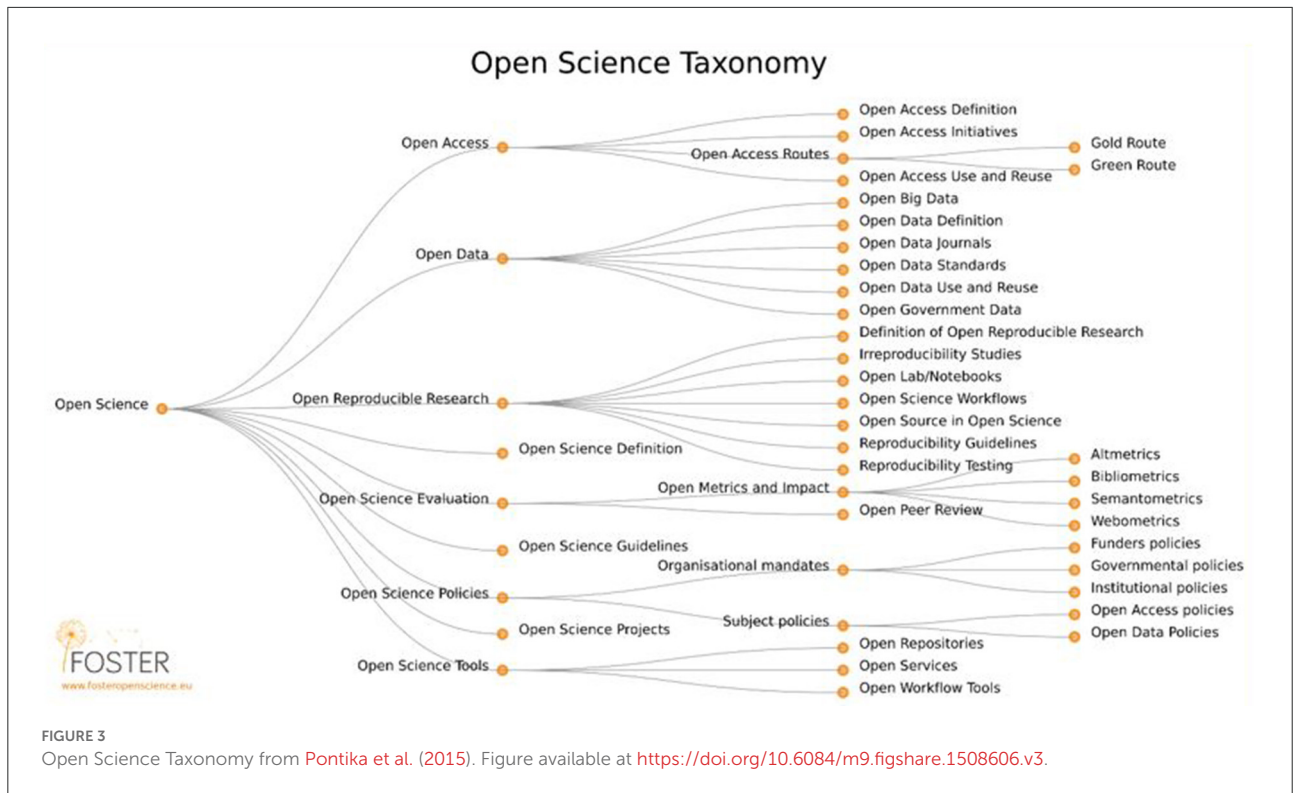 Open Science Taxonomy
Open Science
Open Access
Open Access Definition
Open Access Initiatives
Open Access Routes
Gold Route
Green Route
Open Access Use and Reuse
Open Data
Open Big Data
Open Data Definition
Open Data Journals
Open Data Standards
Open Data Use and Reuse
Open Government Data
Open Reproducible Research
Definition of Open Reproducible Research
Irreproducibility Studies
Open Lab/Notebooks
Open Science Workflows
Open Source in Open Science
Reproducibility Guidelines
Reproducibility Testing
Open Science Definition
Open Science Evaluation
Open Metrics and Impact
Altmetrics
Bibliometrics
Semantometrics
Webometrics
Open Peer Review
Open Science Guidelines
Open Science Policies
Organisational mandates
Funders policies
Governmental policies
Institutional policies
Subject policies
Open Access policies
Open Data Policies
Open Science Projects
Open Science Tools
Open Repositories
Open Services
Open Workflow Tools
FOSTER
www.fosteropenscience.eu
FIGURE 3
Open Science Taxonomy from Pontika et al. (2015). Figure available at https://doi.org/10.6084/m9.figshare.1508606.v3.